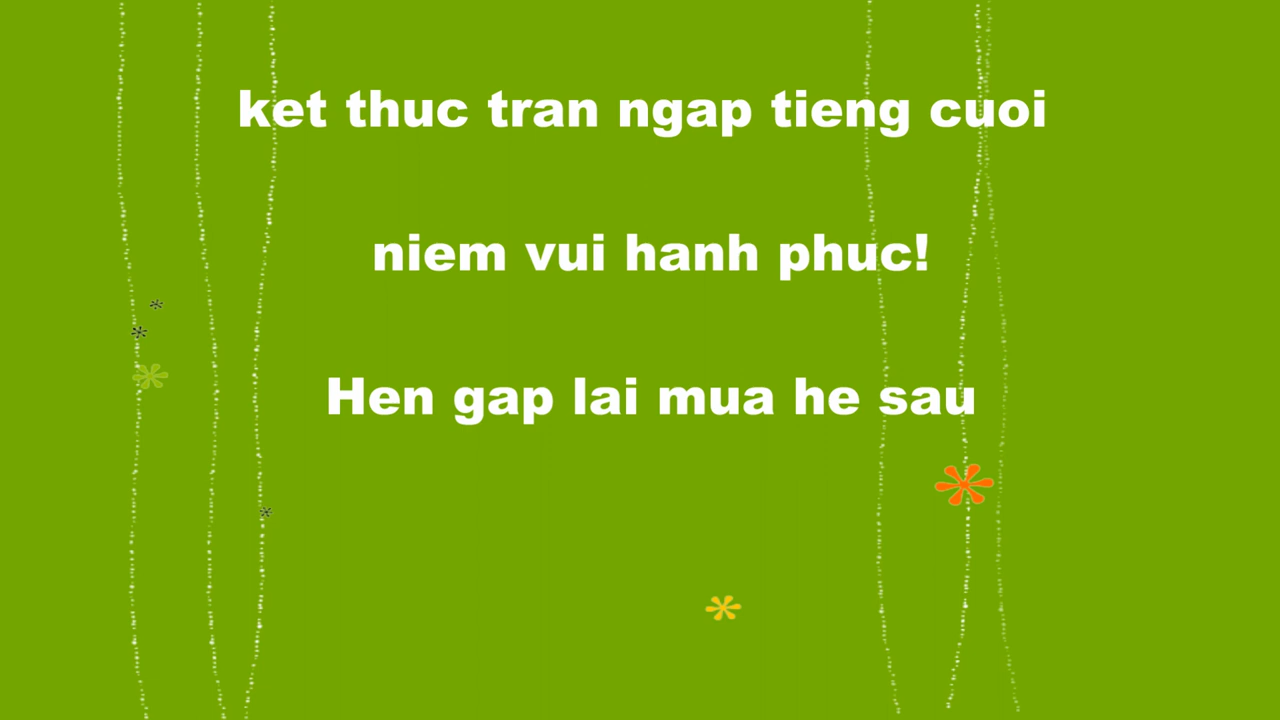 ket thuc tran ngap tieng cuoi
niem vui hanh phuc!
Hen gap lai mua he sau